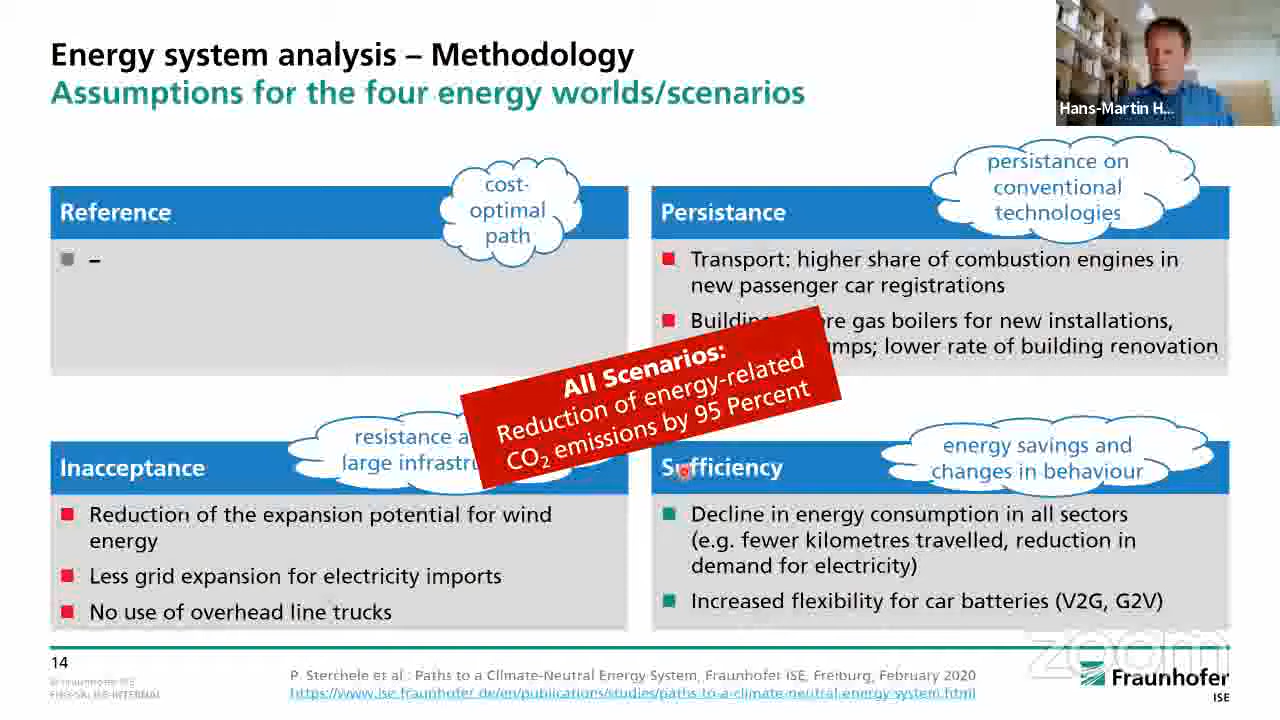 Energy system analysis – Methodology
Assumptions for the four energy worlds/scenarios
Hans-Martin H...
cost-
optimal
path
Reference
–
persistance on
conventional
technologies
Persistance
Transport: higher share of combustion engines in
new passenger car registrations
gas boilers for new installations,
lower rate of building renovation
All Scenarios:
Reduction of energy-related
CO2 emissions by 95 Percent
resistance
large
Inacceptance
Reduction of the expansion potential for wind
energy
Less grid expansion for electricity imports
No use of overhead line trucks
energy savings and
changes in behaviour
Sufficiency
Decline in energy consumption in all sectors
(e.g. fewer kilometres travelled, reduction in
demand for electricity)
Increased flexibility for car batteries (V2G, G2V)
14
© Fraunhofer ISE
P. Sterchele et al.: Paths to a Climate-Neutral Energy System, Fraunhofer ISE, Freiburg, February 2020
https://www.ise.fraunhofer.de/en/publications/studies/paths-to-a-climate-neutral-energy-system.html
zoom
Fraunhofer
ISE